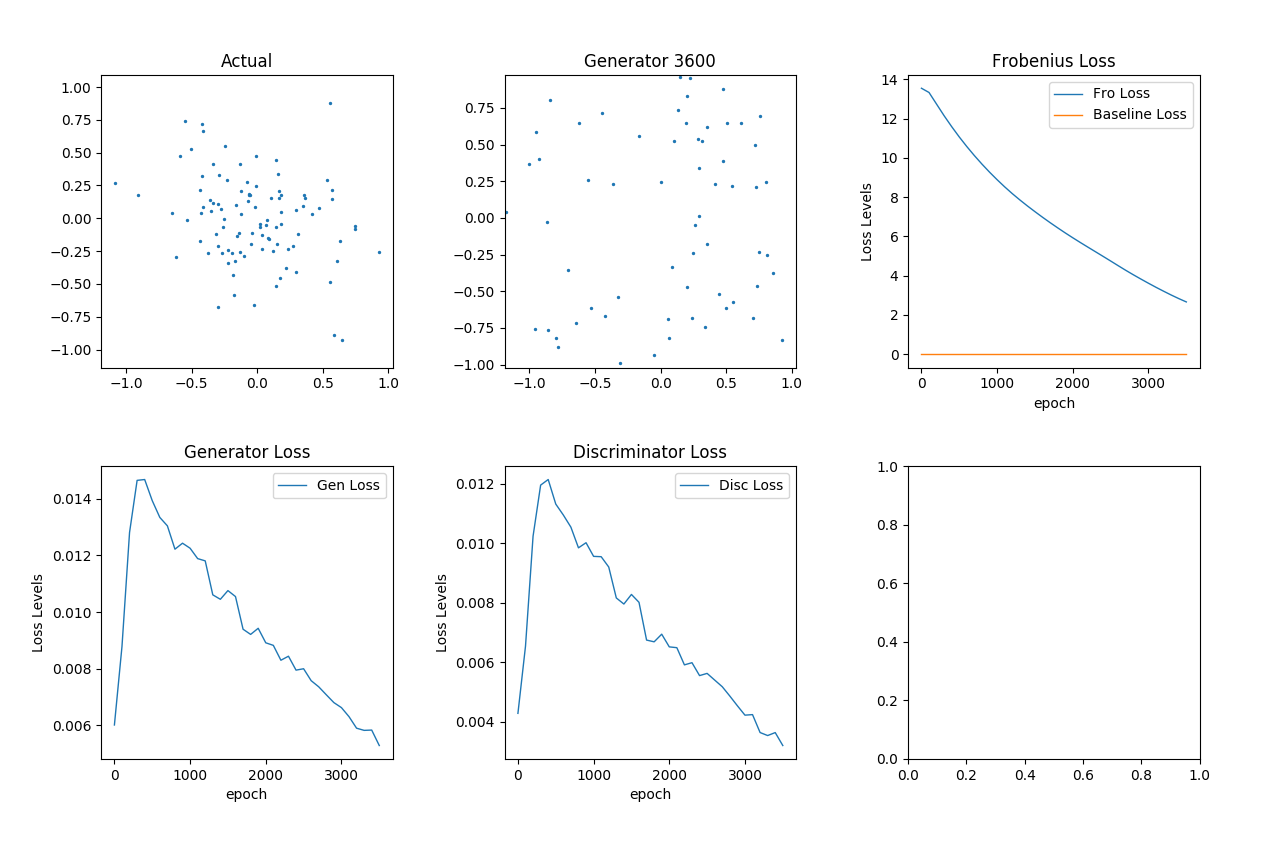 Actual
1.00
0.75
0.50
0.25
0.00
−0.25
−0.50
−0.75
−1.00
−1.0 −0.5 0.0 0.5 1.0
Generator 3600
0.75
0.50
0.25
0.00
−0.25
−0.50
−0.75
−1.00
−1.0 −0.5 0.0 0.5 1.0
Frobenius Loss
Fro Loss
Baseline Loss
Loss Levels
14
12
10
8
6
4
2
0
0 1000 2000 3000
epoch
Generator Loss
Gen Loss
Loss Levels
0.014
0.012
0.010
0.008
0.006
0 1000 2000 3000
epoch
Discriminator Loss
Disc Loss
Loss Levels
0.012
0.010
0.008
0.006
0.004
0 1000 2000 3000
epoch
1.0
0.8
0.6
0.4
0.2
0.0
0.0 0.2 0.4 0.6 0.8 1.0